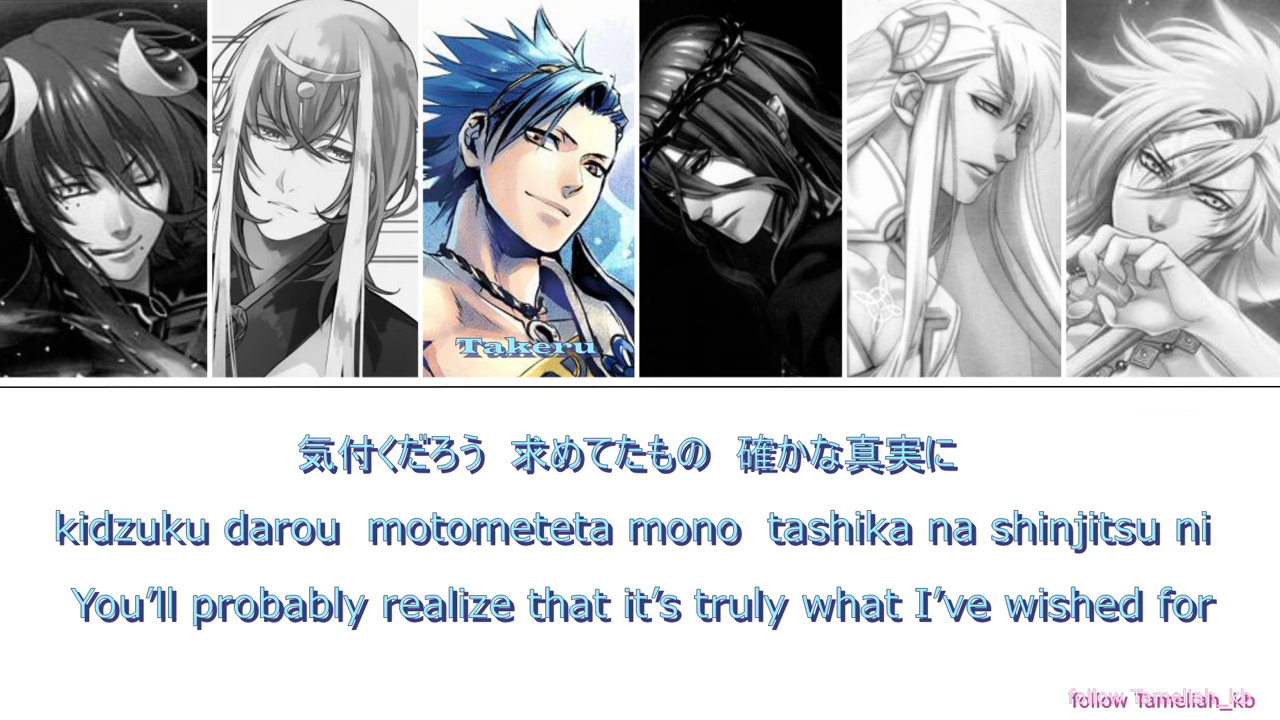 Takeru
気付くだろう 求めてたもの 確かな真実に
kidzuku darou motometeta mono tashika na shinjitsu ni
You’ll probably realize that it’s truly what I’ve wished for
follow Tameliah_kb